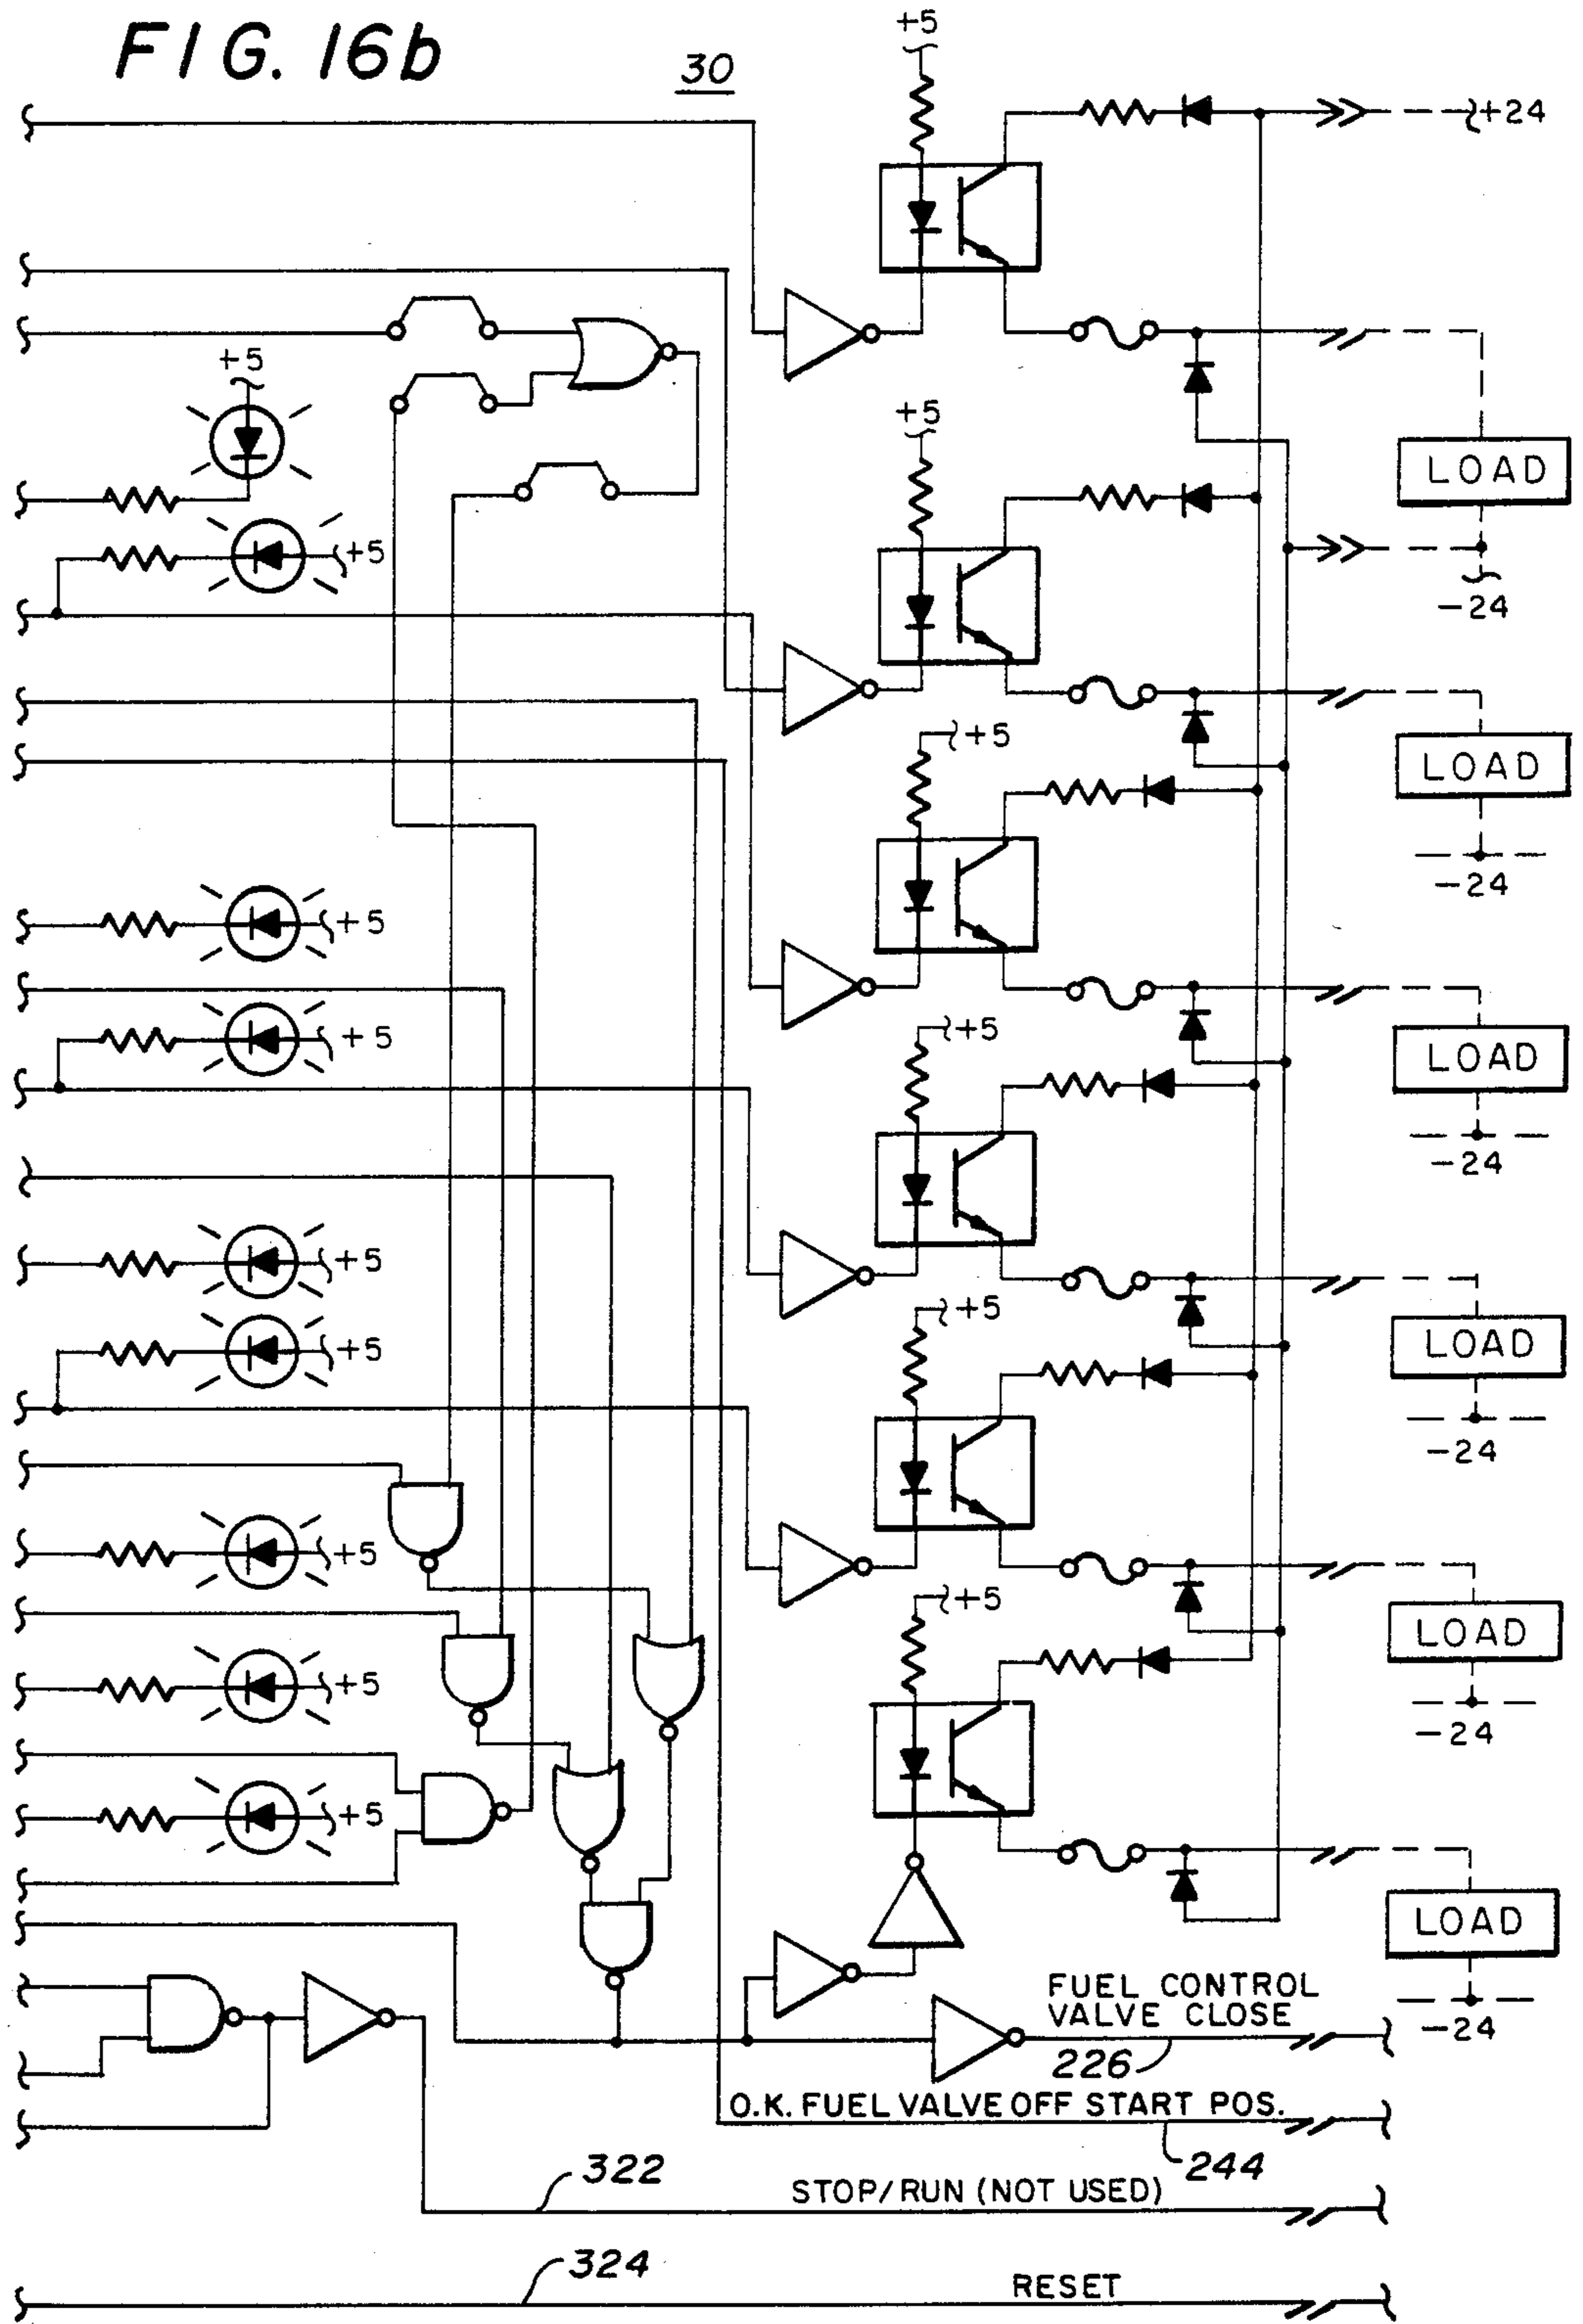 FIG. 16b
30
+5
+24
+5
+5
LOAD
+5
-24
+5
LOAD
-24
+5
+5
+5
LOAD
-24
+5
+5
LOAD
+5
-24
+5
+5
LOAD
+5
-24
+5
LOAD
FUEL CONTROL
VALVE CLOSE
-24
226
O.K. FUEL VALVE OFF START POS.
244
322
STOP/RUN (NOT USED)
324
RESET